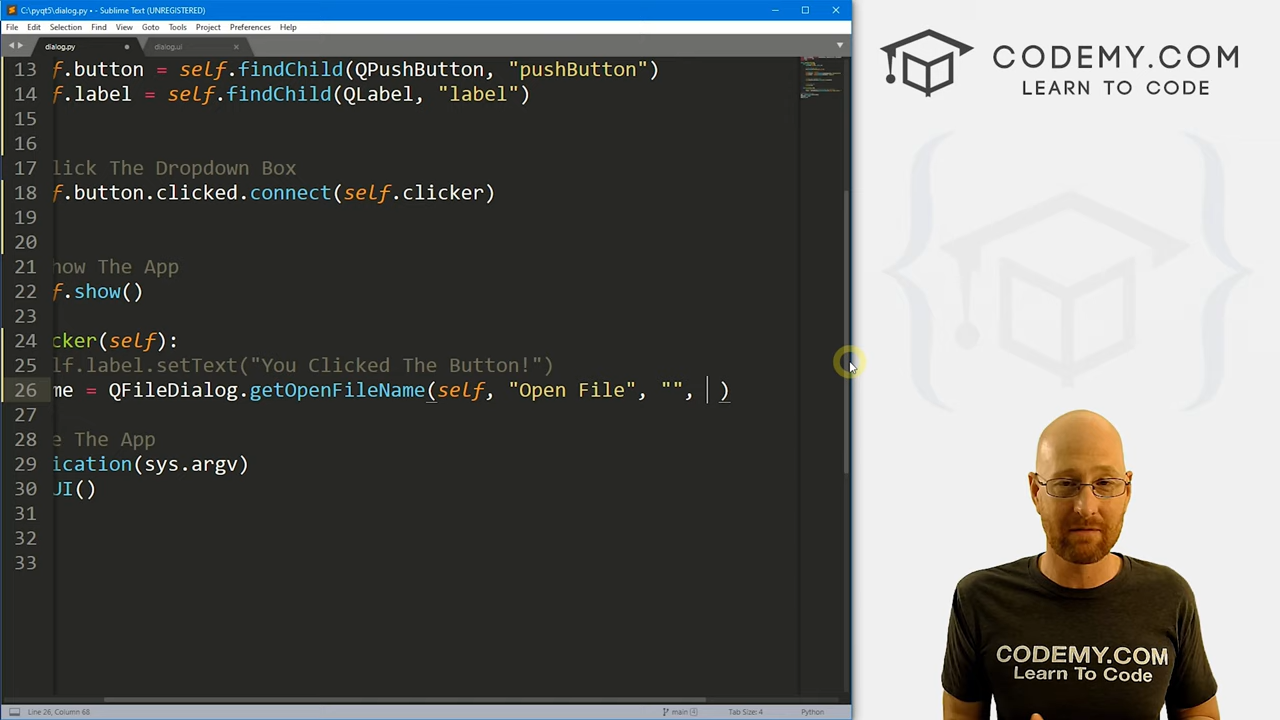 C:\pyqt5\dialog.py • - Sublime Text (UNREGISTERED)
File Edit Selection Find View Goto Tools Project Preferences Help
dialog.py
dialog.ui
13 f.button = self.findChild(QPushButton, "pushButton")
14 f.label = self.findChild(QLabel, "label")
15
16
17 lick The Dropdown Box
18 f.button.clicked.connect(self.clicker)
19
20
21 how The App
22 f.show()
23
24 cker(self):
25 lf.label.setText("You Clicked The Button!")
26 me = QFileDialog.getOpenFileName(self, "Open File", "", )
27
28 e The App
29 ication(sys.argv)
30 UI()
31
32
33
Line 26, Column 68
main 4
Tab Size: 4
Python
CODEMY.COM
LEARN TO CODE
CODEMY.COM
Learn To Code